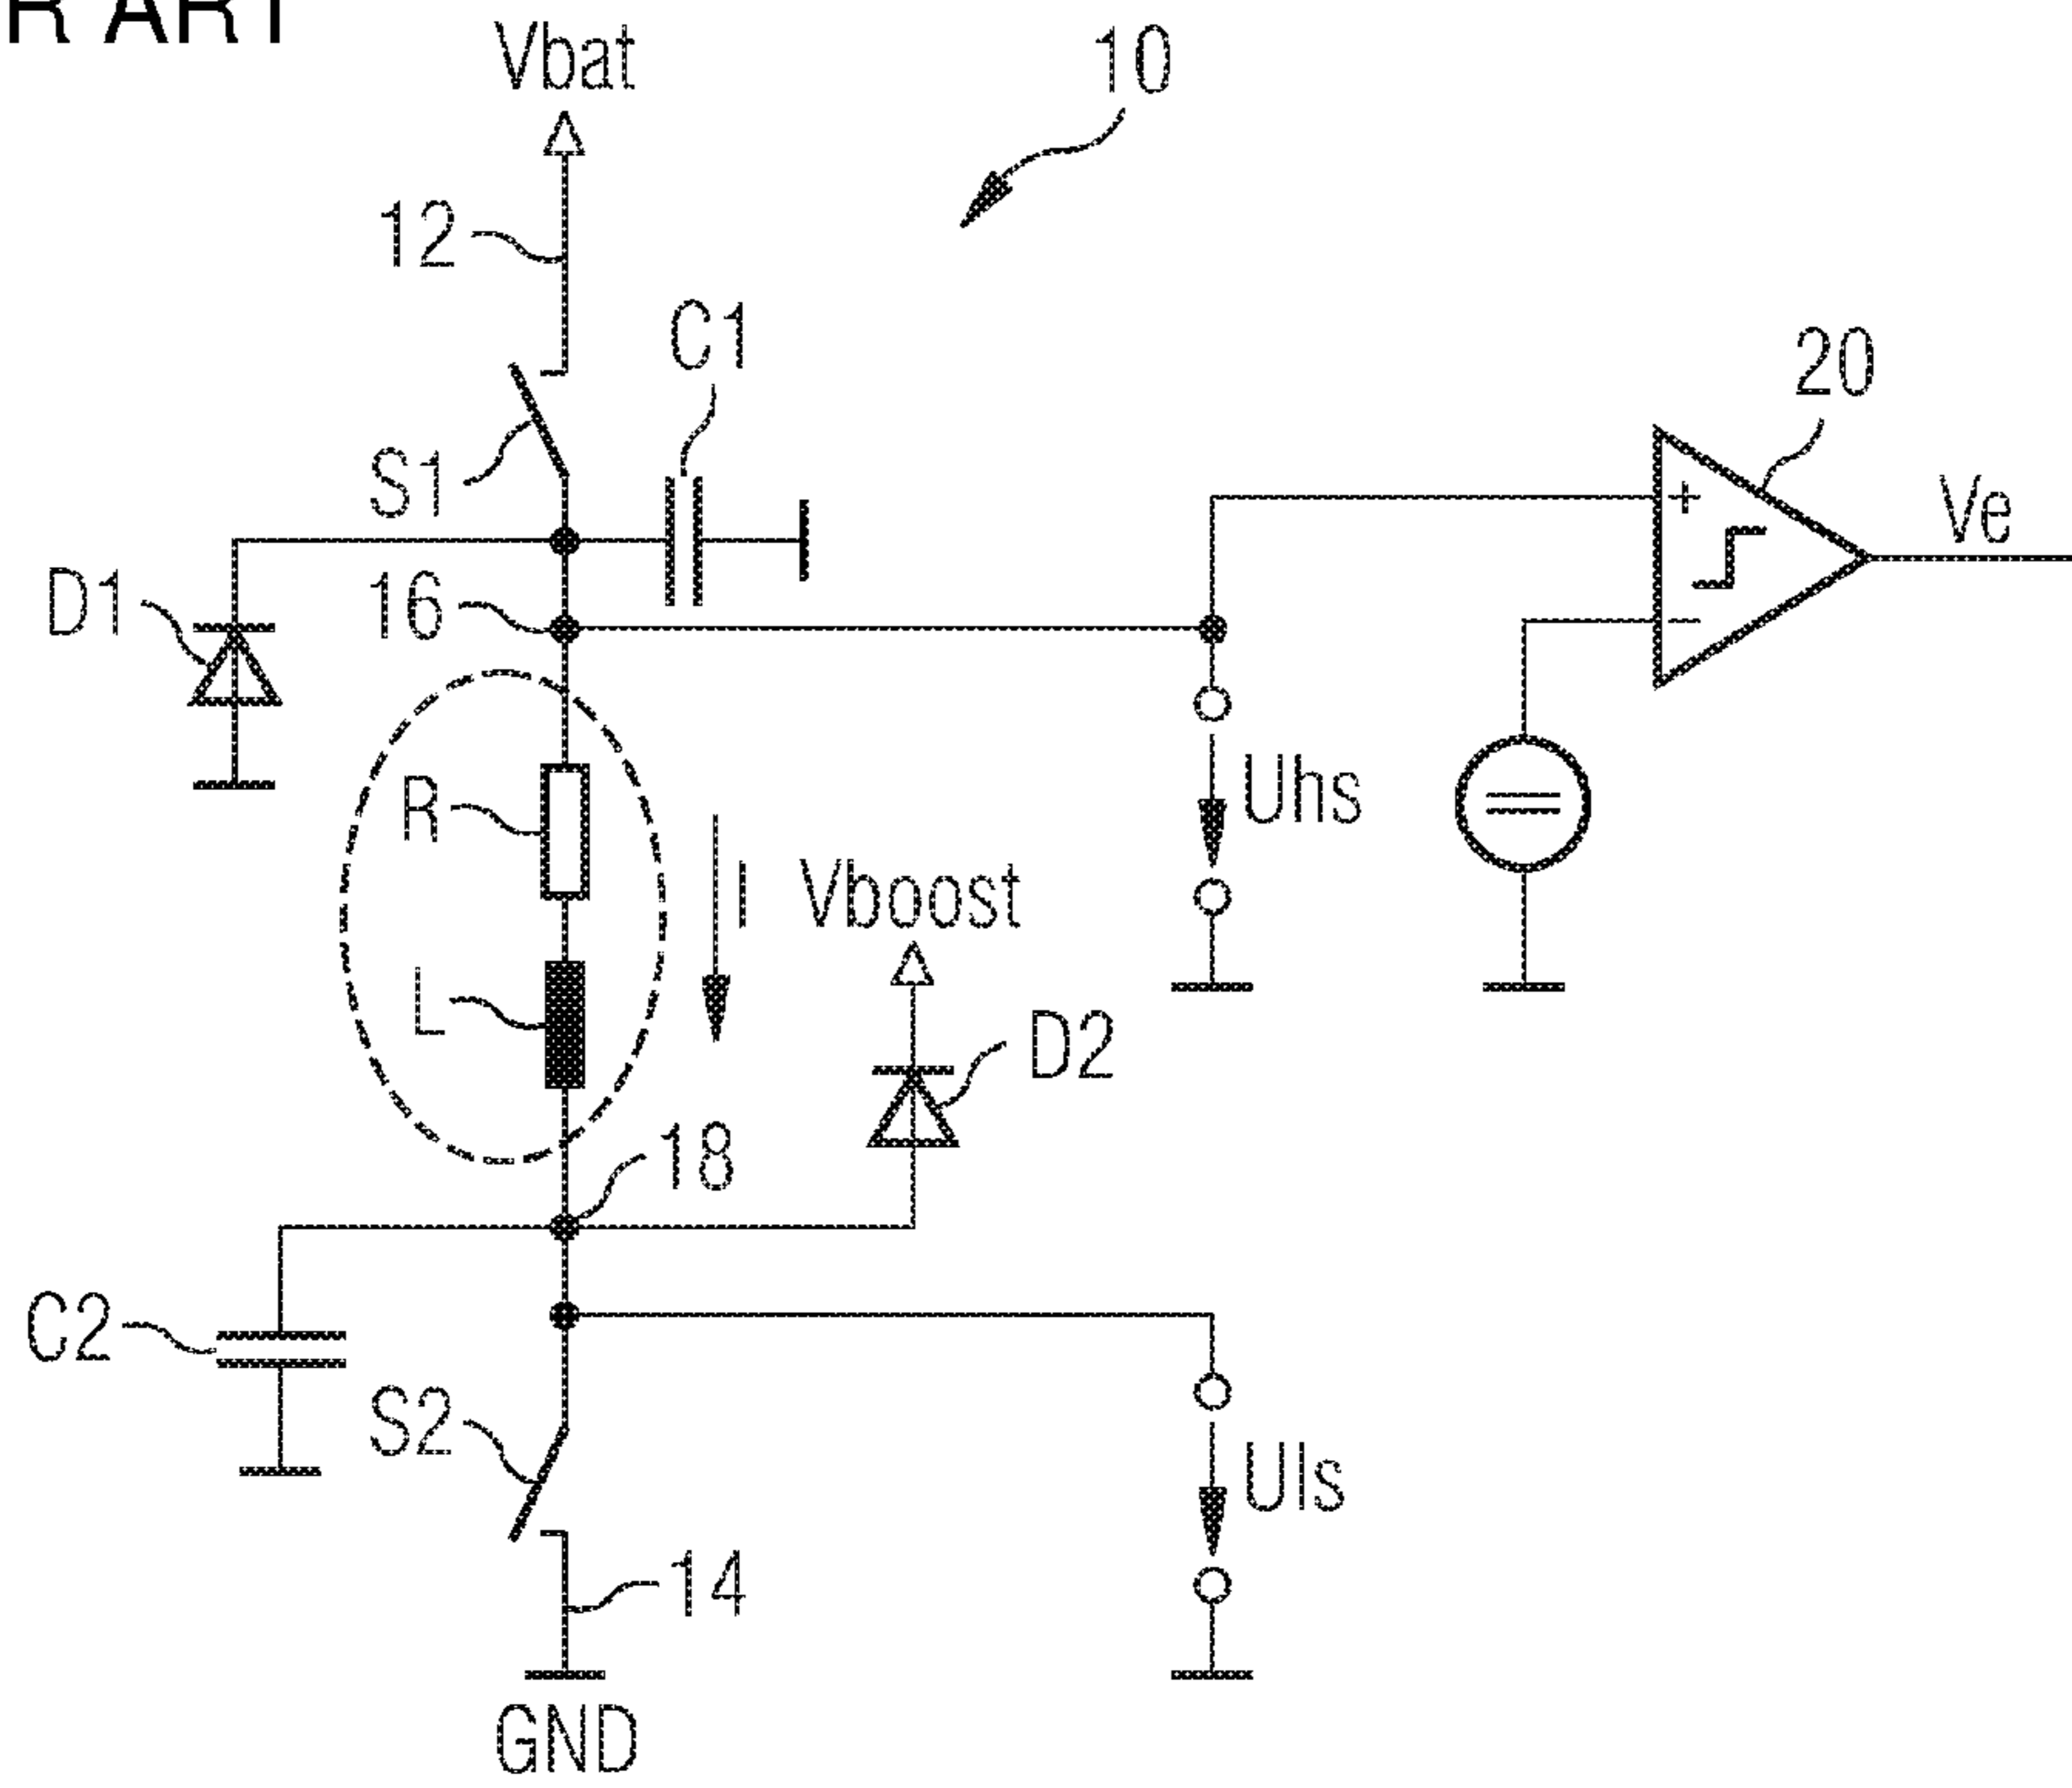 R ART
Vbat
10
12
C1
20
S1
Ve
+
D1
16
−
R
Uhs
I
Vboost
L
D2
18
C2
S2
Uls
14
GND